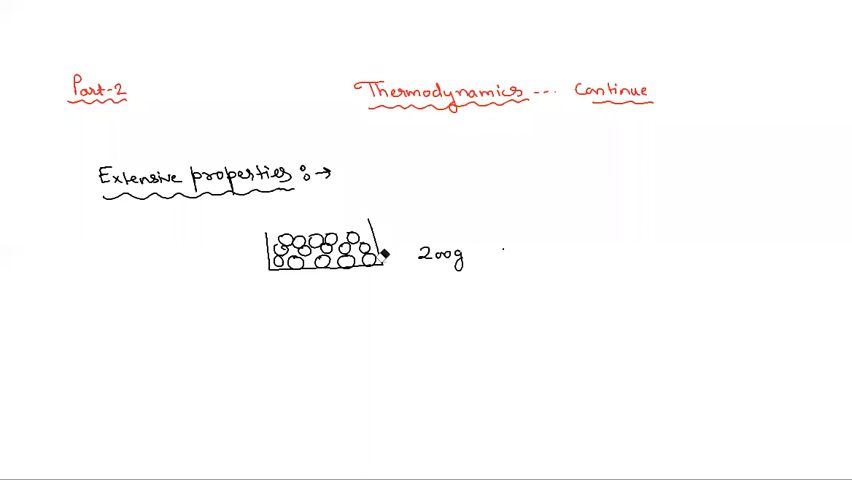 Part-2
Thermodynamics --- Continue
Extensive properties :→
200g